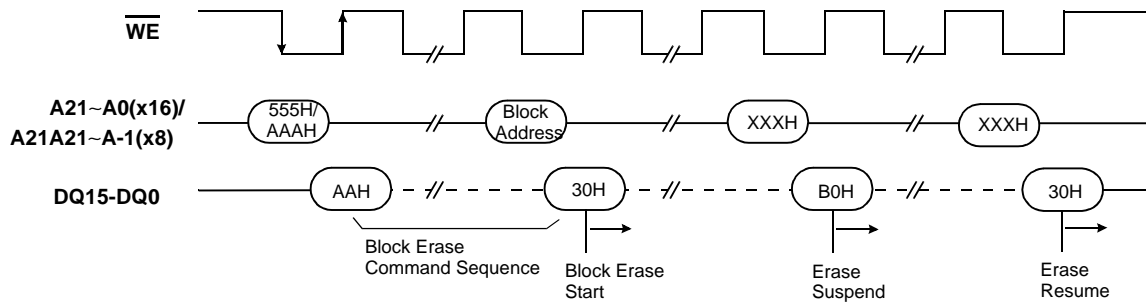 WE
A21~A0(x16)/
A21A21~A-1(x8)
555H/
AAAH
Block
Address
XXXH
XXXH
DQ15-DQ0
AAH
30H
B0H
30H
Block Erase
Command Sequence
Block Erase
Start
Erase
Suspend
Erase
Resume